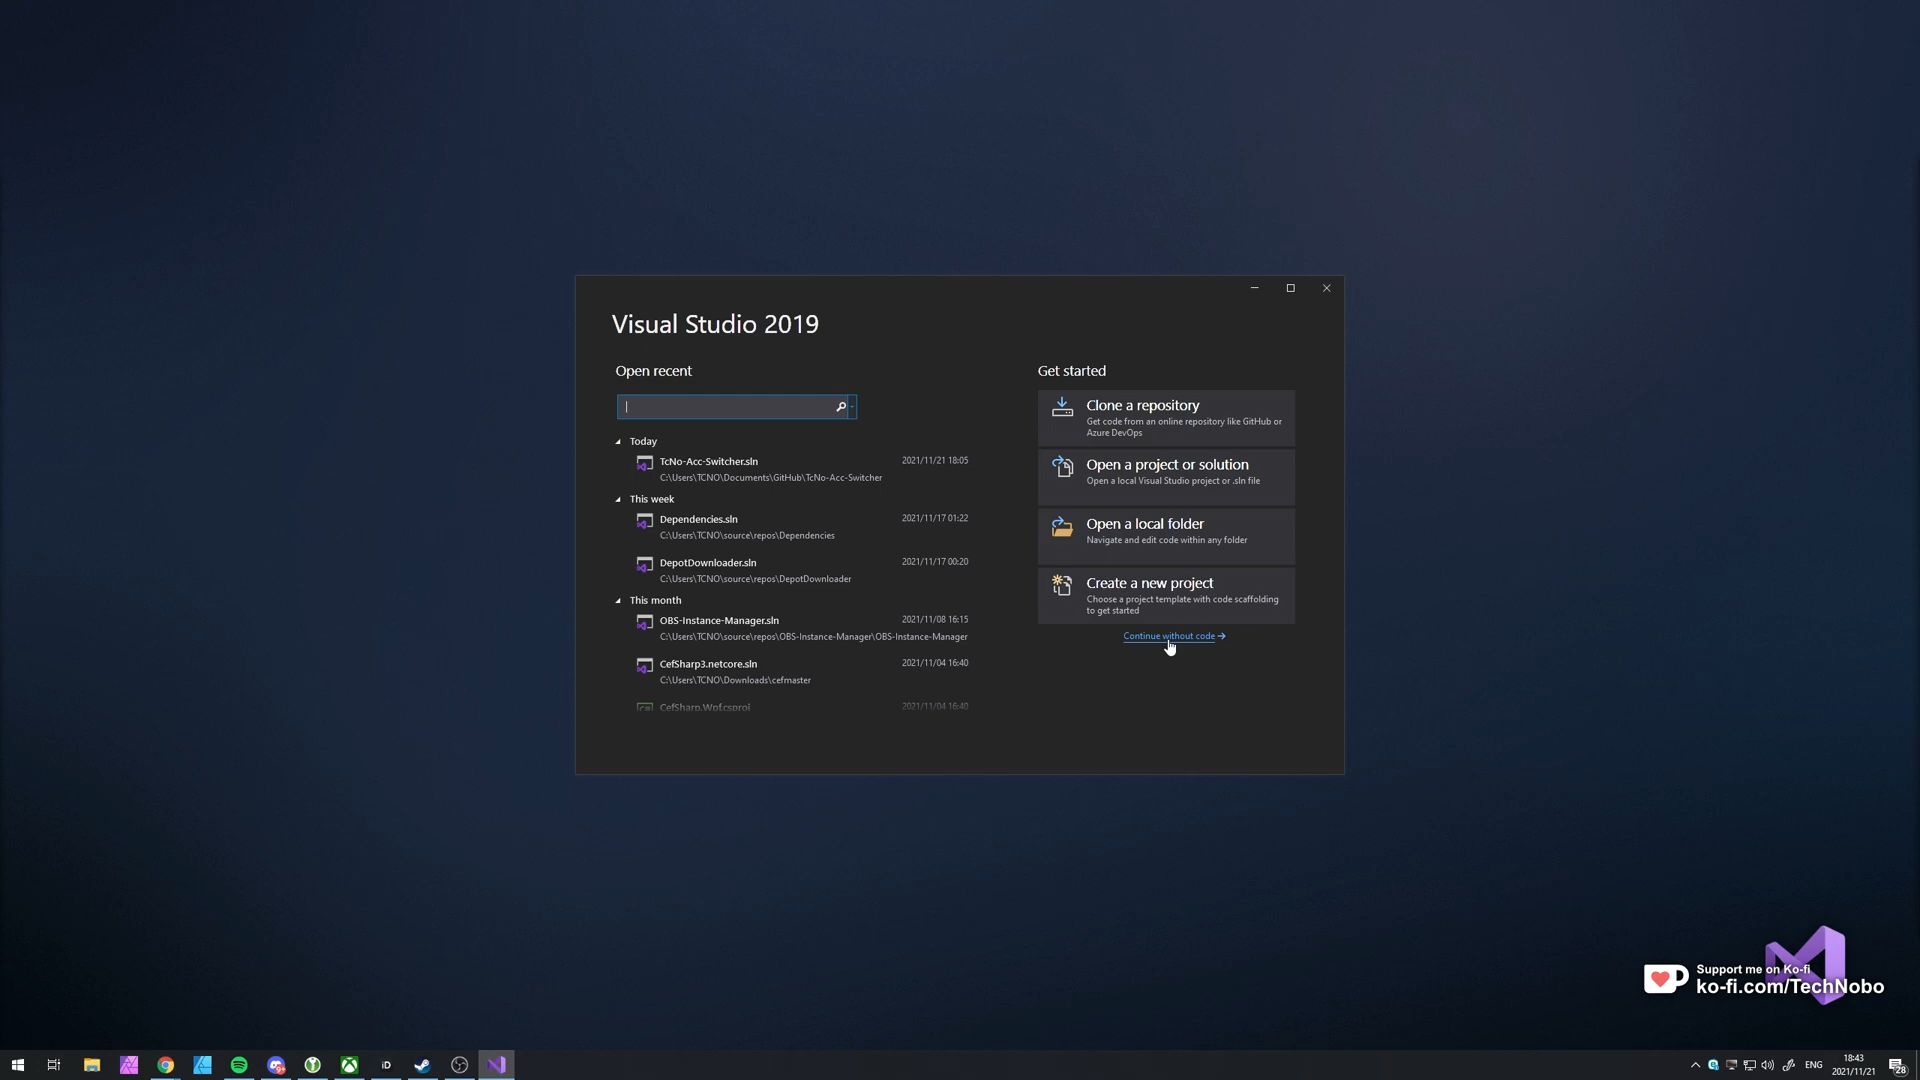 Visual Studio 2019
Open recent
Today
TcNo-Acc-Switcher.sln
2021/11/21 18:05
C:\Users\TCNO\Documents\GitHub\TcNo-Acc-Switcher
This week
Dependencies.sln
2021/11/17 01:22
C:\Users\TCNO\source\repos\Dependencies
DepotDownloader.sln
2021/11/17 00:20
C:\Users\TCNO\source\repos\DepotDownloader
This month
OBS-Instance-Manager.sln
2021/11/08 16:15
C:\Users\TCNO\source\repos\OBS-Instance-Manager\OBS-Instance-Manager
CefSharp3.netcore.sln
2021/11/04 16:40
C:\Users\TCNO\Downloads\cefmaster
CefSharp.Wpf.csproj
2021/11/04 16:40
Get started
Clone a repository
Get code from an online repository like GitHub or
Azure DevOps
Open a project or solution
Open a local Visual Studio project or .sln file
Open a local folder
Navigate and edit code within any folder
Create a new project
Choose a project template with code scaffolding
to get started
Continue without code
Support me on Ko-fi
ko-fi.com/TechNobo
iD
ENG
18:43
2021/11/21
28